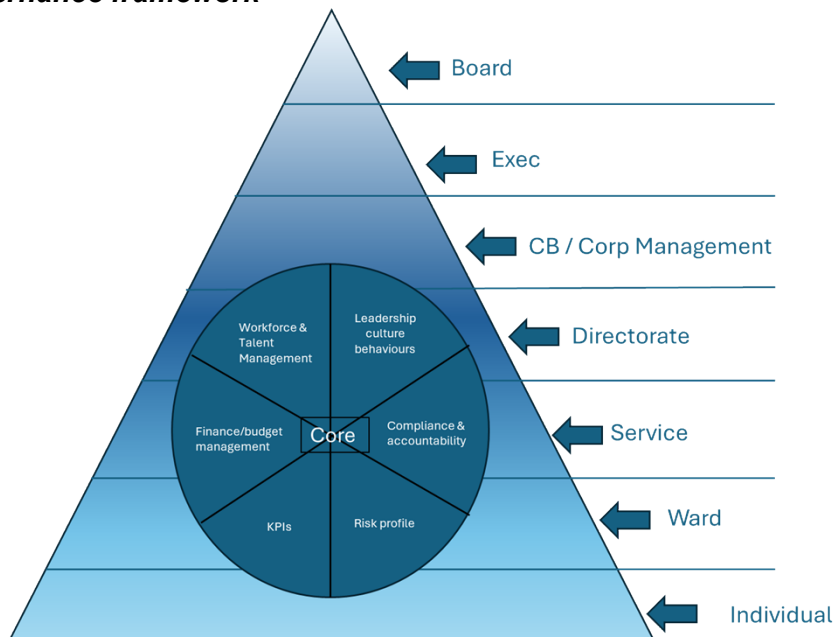 Board
Exec
CB / Corp Management
Directorate
Service
Ward
Individual
Workforce &
Talent
Management
Leadership
culture
behaviours
Finance/budget
management
Core
Compliance &
accountability
KPIs
Risk profile